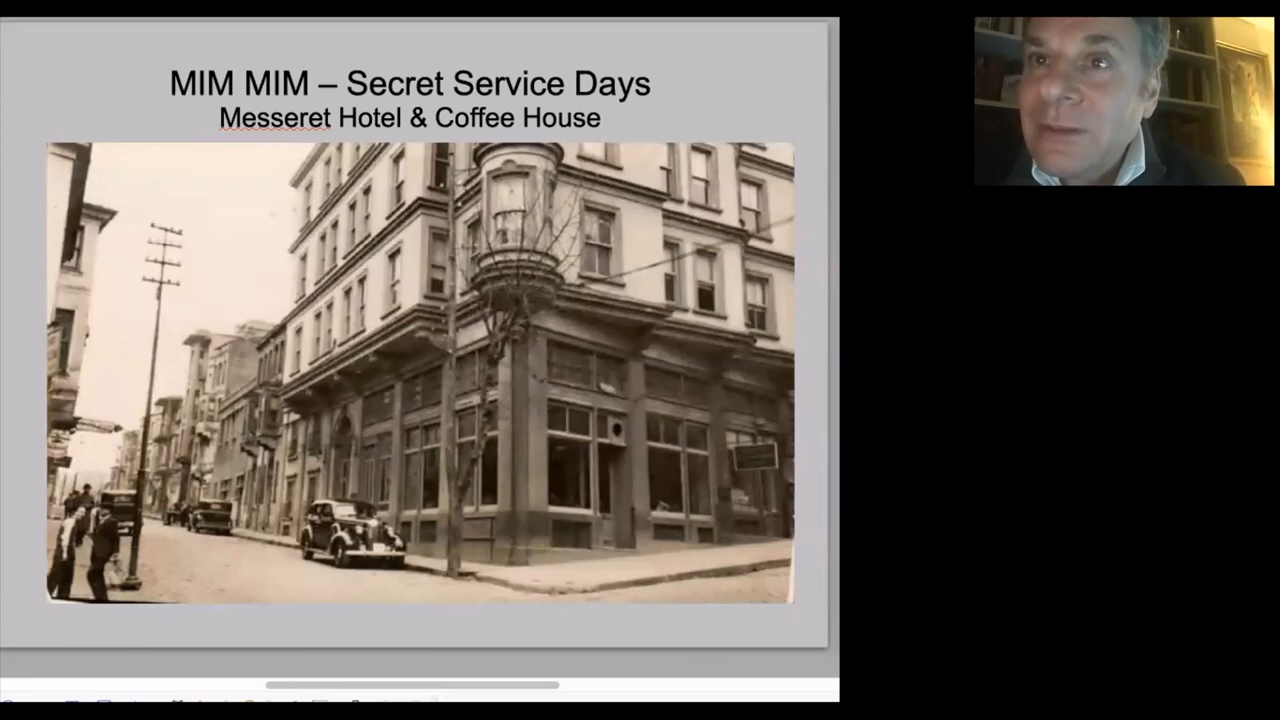 MIM MIM – Secret Service Days
Messeret Hotel & Coffee House